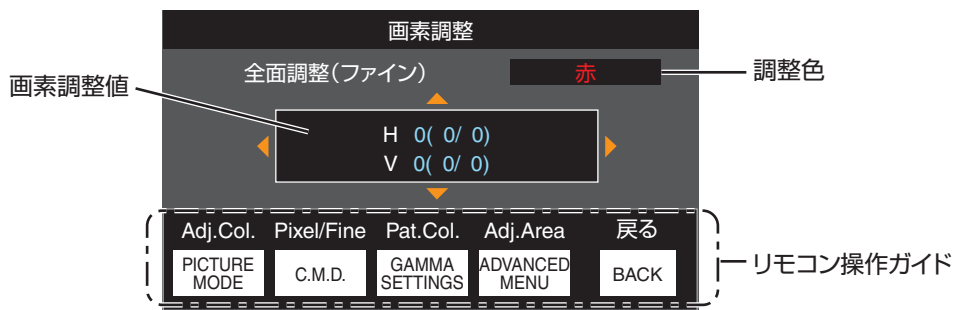 画素調整
全面調整(ファイン) 赤
画素調整値
調整色
H 0( 0/ 0)
V 0( 0/ 0)
Adj.Col. Pixel/Fine Pat.Col. Adj.Area 戻る
PICTURE MODE C.M.D. GAMMA SETTINGS ADVANCED MENU BACK
リモコン操作ガイド